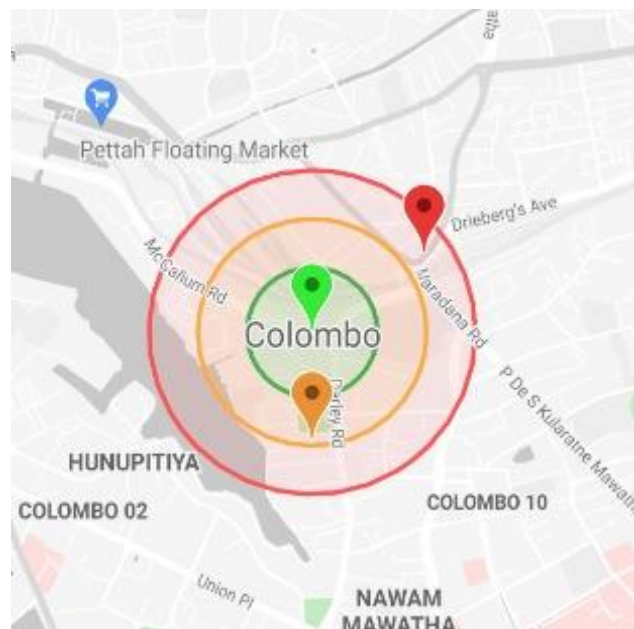 atha
Pettah Floating Market
Drieberg's Ave
McCallum Rd
Maradana Rd
Colombo
P De S Kularatne Mawatha
Darley Rd
HUNUPITIYA
COLOMBO 02
COLOMBO 10
Union Pl
NAWAM
MAWATHA